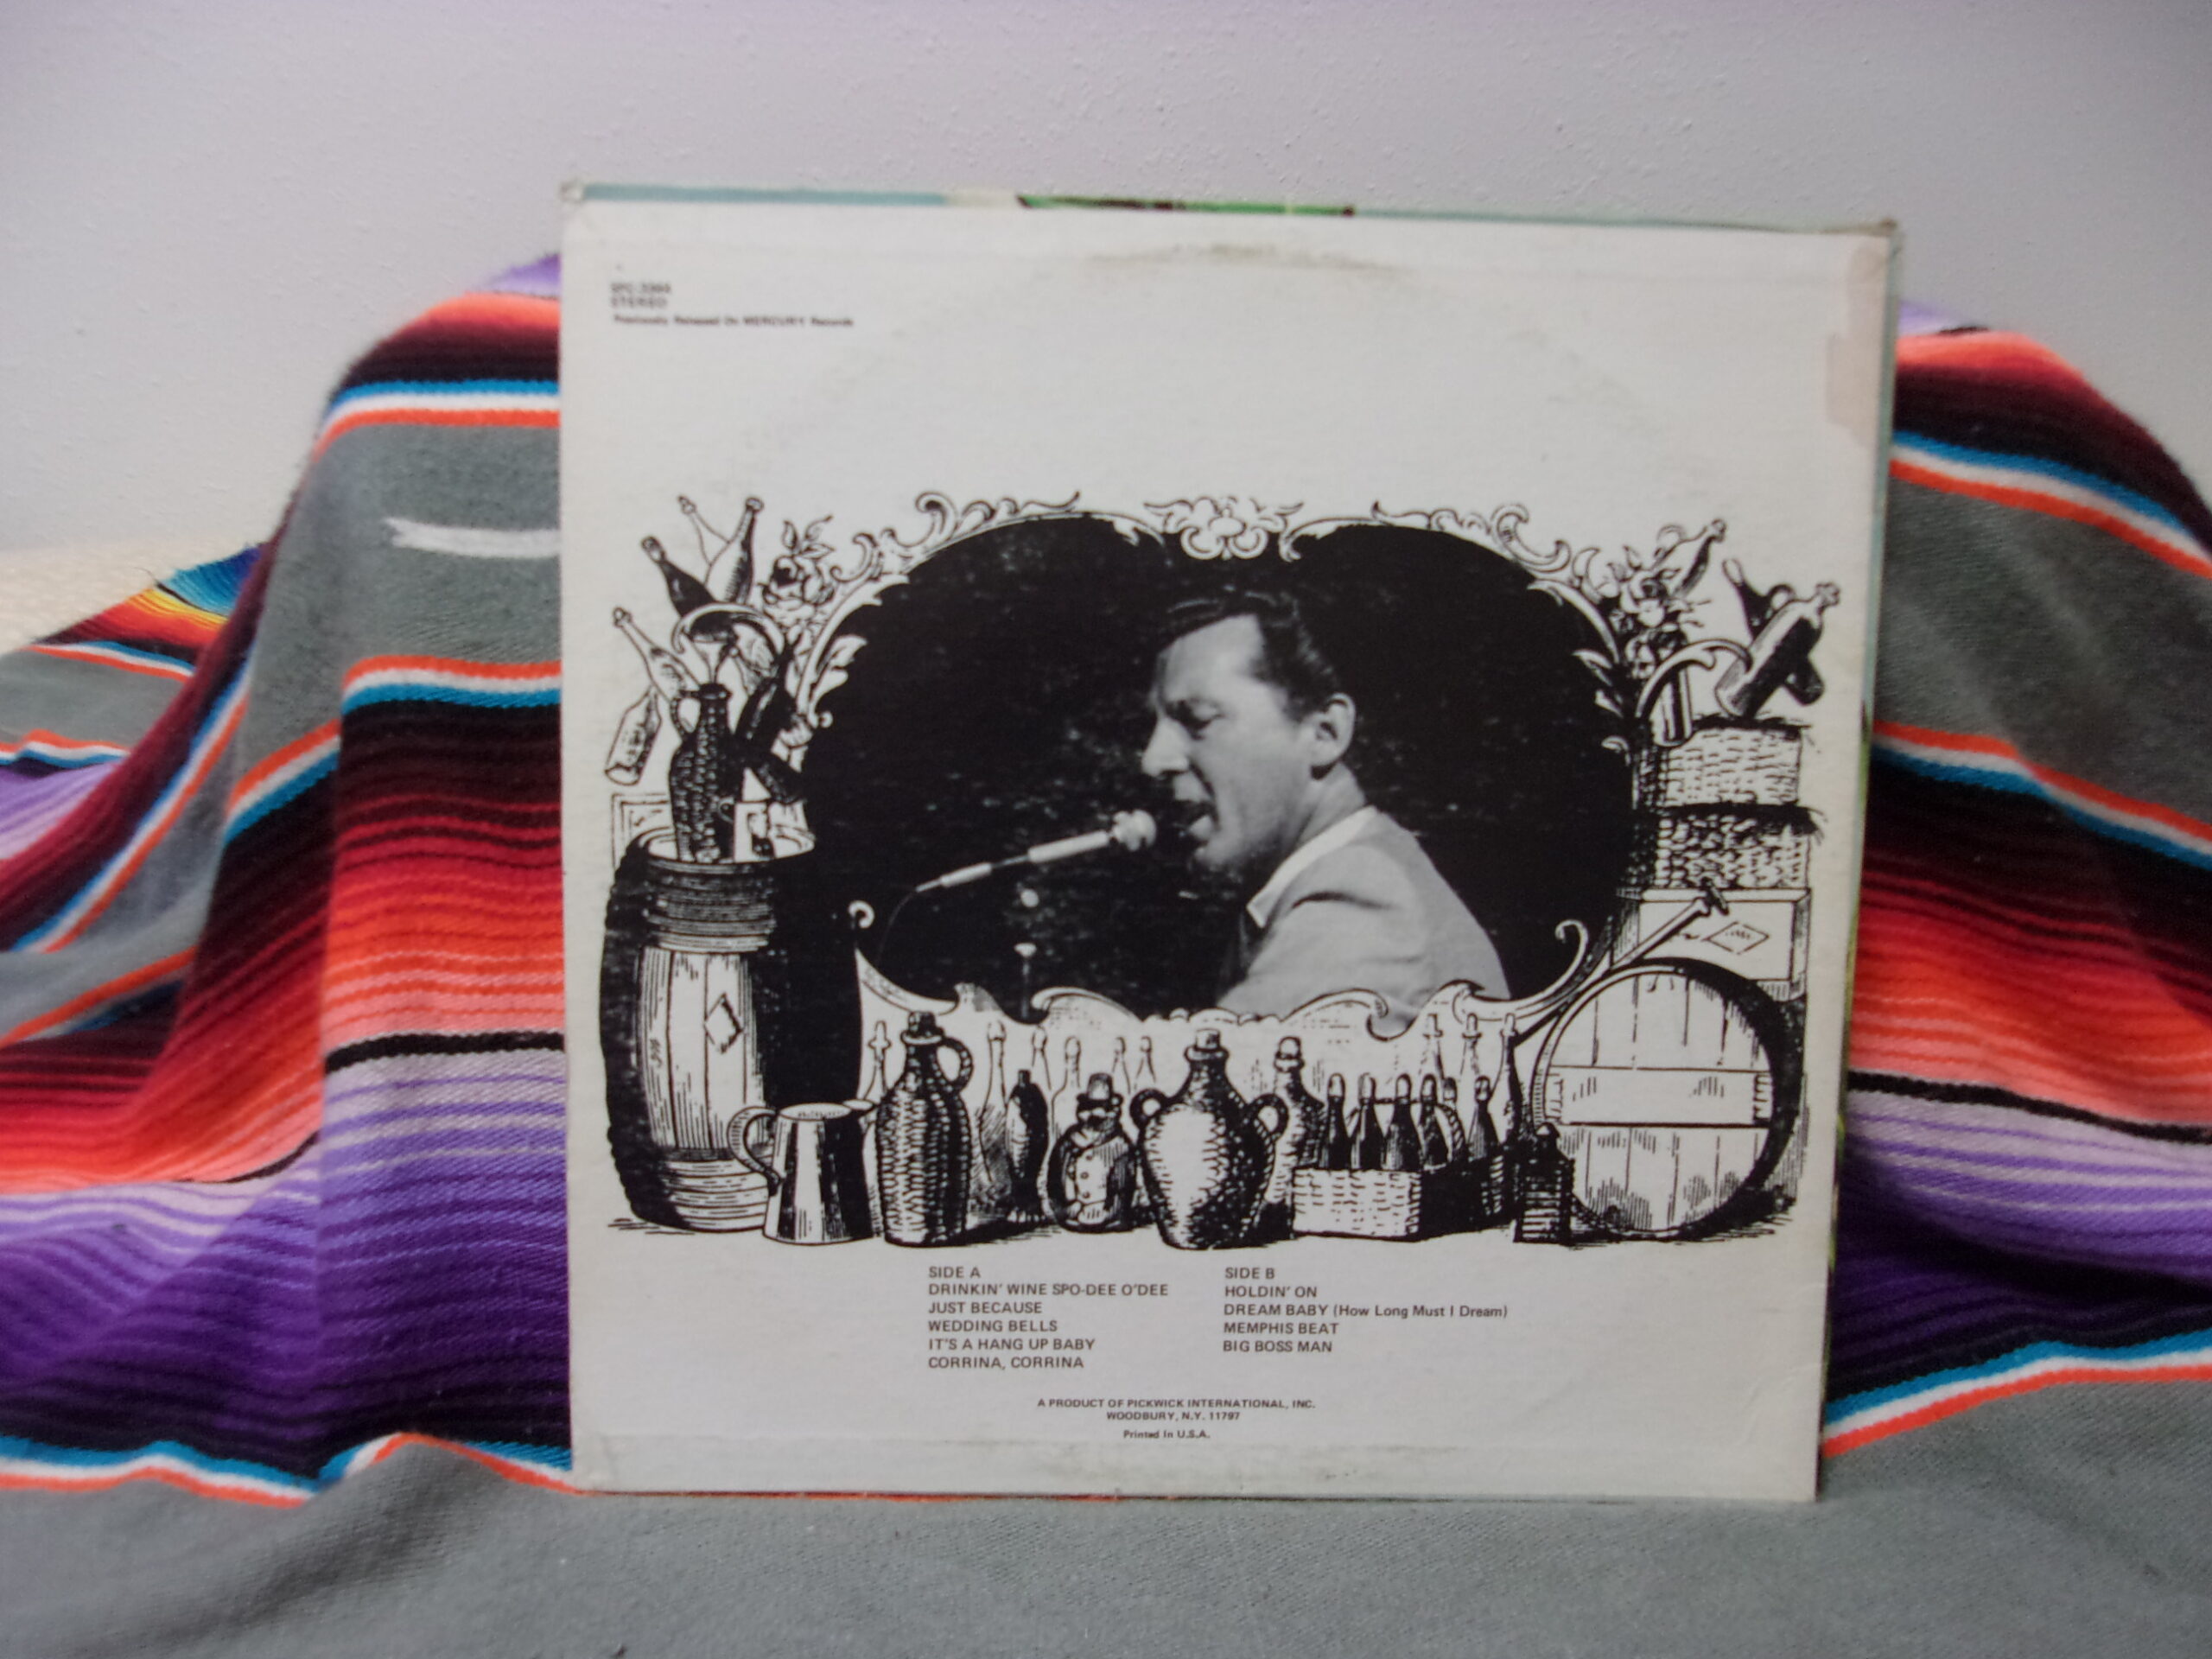 STEREO
Previously Released On MERCURY Records
SIDE A
DRINKIN' WINE SPO-DEE O'DEE
JUST BECAUSE
WEDDING BELLS
IT'S A HANG UP BABY
CORRINA, CORRINA
SIDE B
HOLDIN' ON
DREAM BABY (How Long Must I Dream)
MEMPHIS BEAT
BIG BOSS MAN
A PRODUCT OF PICKWICK INTERNATIONAL, INC.
WOODBURY, N.Y. 11797
Printed In U.S.A.